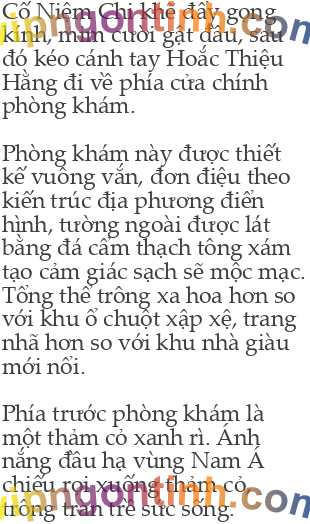 Cố Niệm Chi khẽ đẩy gọng
kính, mỉm cười gật đầu, sau
đó kéo cánh tay Hoắc Thiệu
Hằng đi về phía cửa chính
phòng khám.
Phòng khám này được thiết
kế vuông vắn, đơn điệu theo
kiến trúc địa phương điển
hình, tường ngoài được lát
bằng đá cẩm thạch tông xám
tạo cảm giác sạch sẽ mộc mạc.
Tổng thể trông xa hoa hơn so
với khu ổ chuột xập xệ, trang
nhã hơn so với khu nhà giàu
mới nổi.
Phía trước phòng khám là
một thảm cỏ xanh rì. Ánh
nắng đầu hạ vùng Nam Á
chiếu rọi xuống thảm cỏ,
trông tràn trề sức sống.
vipngontinh.com
vipngontinh.com